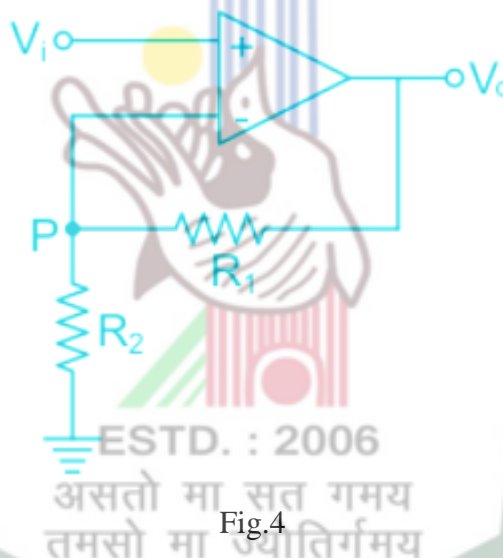 Vi + Vo
-
P
R1
R2
ESTD. : 2006
असतो मा सत गमय
Fig.4
तमसो मा ज्योतिर्गमय